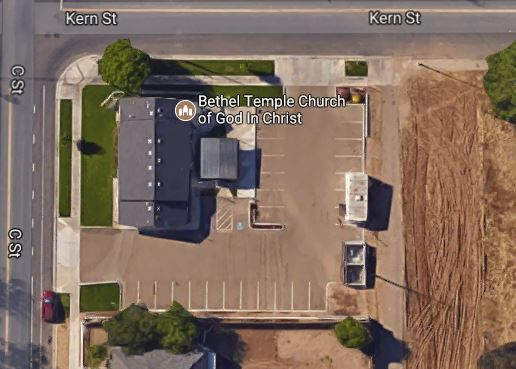 Kern St
Kern St
C St
Bethel Temple Church
of God In Christ
C St